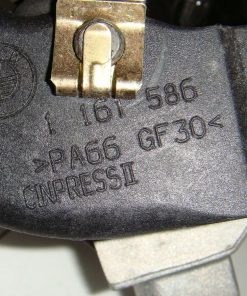 1 161 586
>PA66 GF30<
CINPRESSII